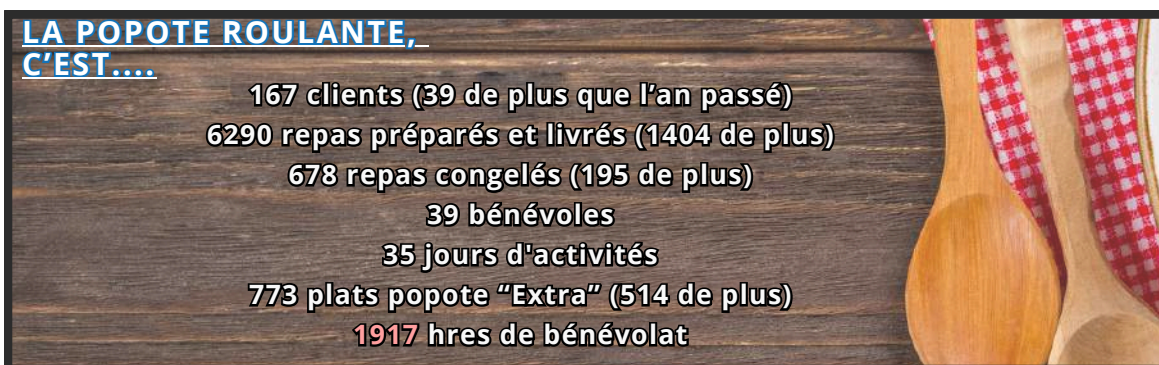 LA POPOTE ROULANTE,
C’EST....
167 clients (39 de plus que l’an passé)
6290 repas préparés et livrés (1404 de plus)
678 repas congelés (195 de plus)
39 bénévoles
35 jours d'activités
773 plats popote “Extra” (514 de plus)
1917 hres de bénévolat